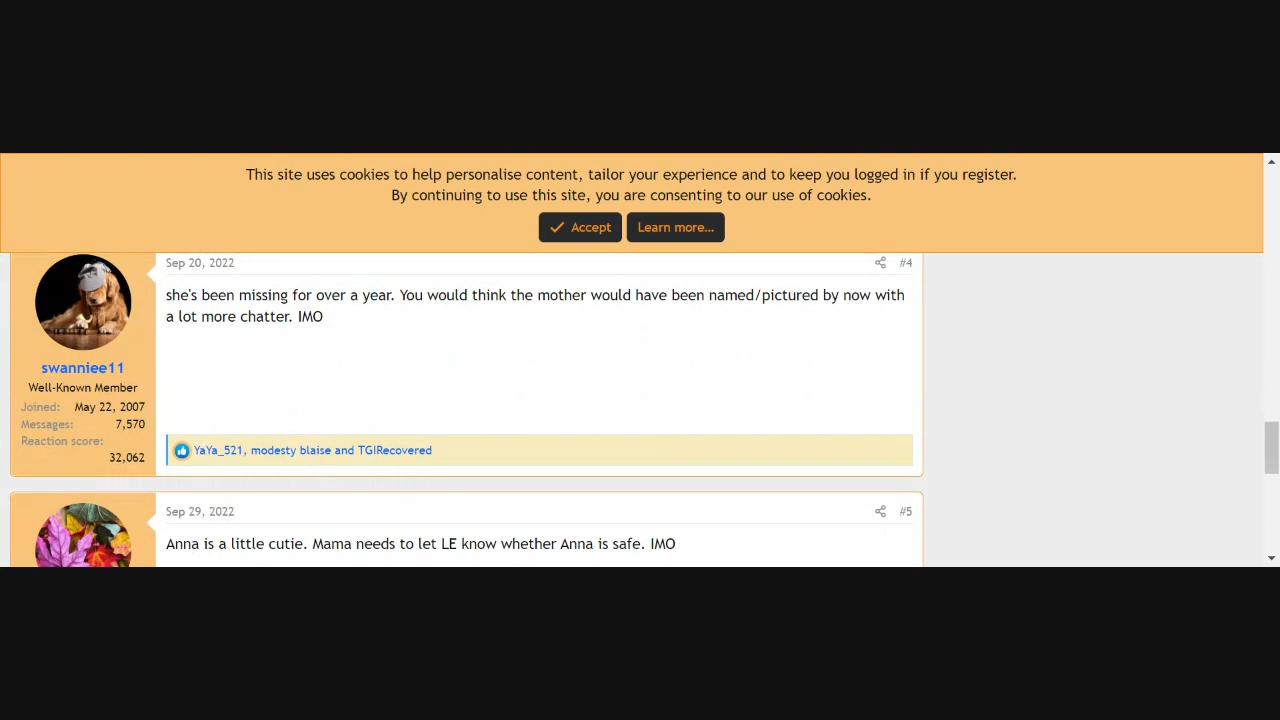 This site uses cookies to help personalise content, tailor your experience and to keep you logged in if you register.
By continuing to use this site, you are consenting to our use of cookies.
Accept
Learn more...
Sep 20, 2022
#4
she's been missing for over a year. You would think the mother would have been named/pictured by now with
a lot more chatter. IMO
swanniee11
Well-Known Member
Joined: May 22, 2007
Messages: 7,570
Reaction score:
32,062
YaYa_521, modesty blaise and TGIRecovered
Sep 29, 2022
#5
Anna is a little cutie. Mama needs to let LE know whether Anna is safe. IMO